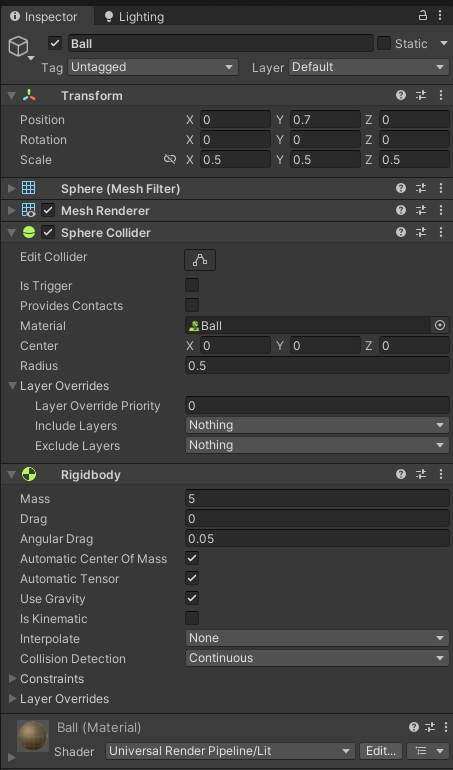 Inspector Lighting
Ball Static
Tag Untagged Layer Default
Transform
Position X 0 Y 0.7 Z 0
Rotation X 0 Y 0 Z 0
Scale X 0.5 Y 0.5 Z 0.5
Sphere (Mesh Filter)
Mesh Renderer
Sphere Collider
Edit Collider
Is Trigger
Provides Contacts
Material Ball
Center X 0 Y 0 Z 0
Radius 0.5
Layer Overrides
Layer Override Priority 0
Include Layers Nothing
Exclude Layers Nothing
Rigidbody
Mass 5
Drag 0
Angular Drag 0.05
Automatic Center Of Mass
Automatic Tensor
Use Gravity
Is Kinematic
Interpolate None
Collision Detection Continuous
Constraints
Layer Overrides
Ball (Material)
Shader Universal Render Pipeline/Lit Edit...